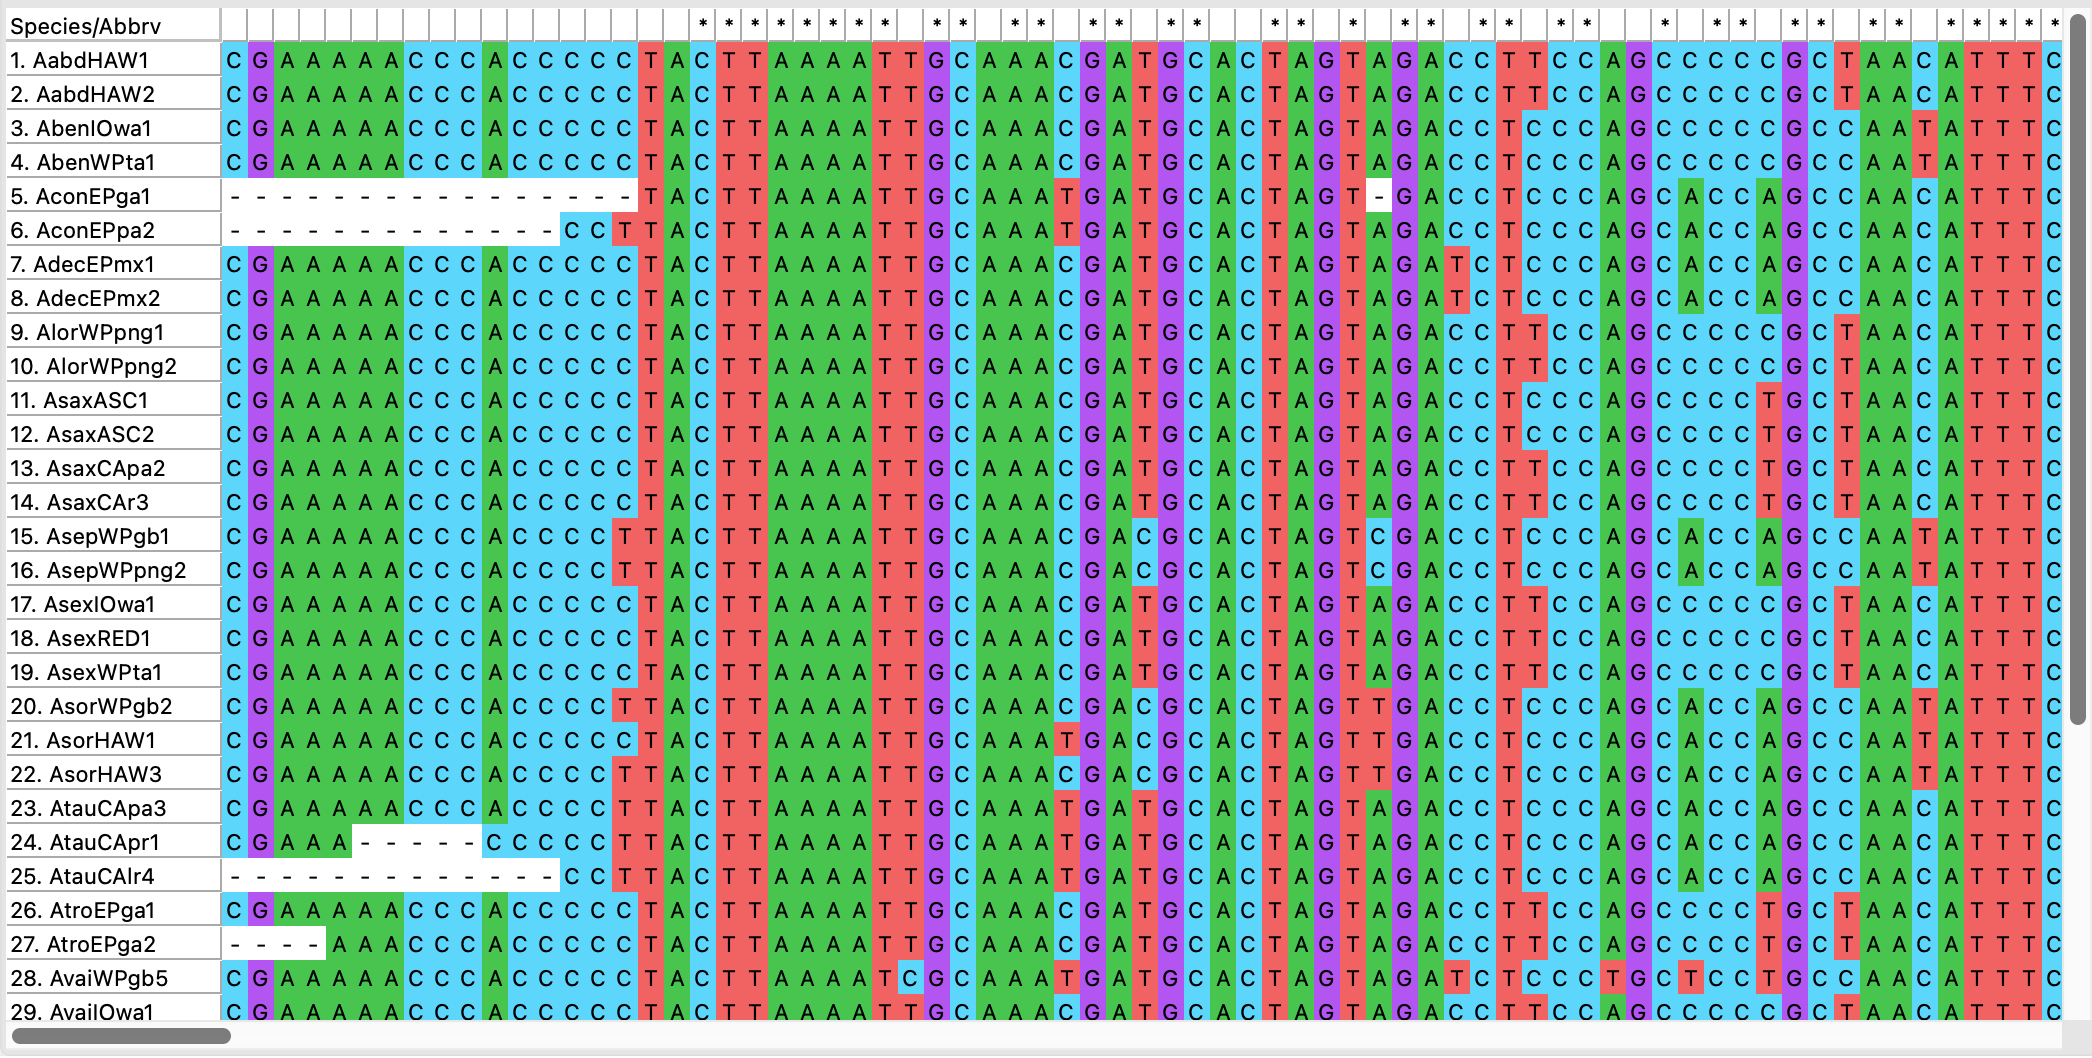 Species/Abbrv * * * * * * * * * * * * * * * * * * * * * * * * * * * * * * * * * * * * *
1. AabdHAW1 C G A A A A A C C C A C C C C C T A C T T A A A A T T G C A A A C G A T G C A C T A G T A G A C C T T C C A G C C C C C G C T A A C A T T T C
2. AabdHAW2 C G A A A A A C C C A C C C C C T A C T T A A A A T T G C A A A C G A T G C A C T A G T A G A C C T T C C A G C C C C C G C T A A C A T T T C
3. AbenIOwa1 C G A A A A A C C C A C C C C C T A C T T A A A A T T G C A A A C G A T G C A C T A G T A G A C C T C C C A G C C C C C G C C A A T A T T T C
4. AbenWPta1 C G A A A A A C C C A C C C C C T A C T T A A A A T T G C A A A C G A T G C A C T A G T A G A C C T C C C A G C C C C C G C C A A T A T T T C
5. AconEPga1 - - - - - - - - - - - - - - - - T A C T T A A A A T T G C A A A T G A T G C A C T A G T - G A C C T C C C A G C A C C A G C C A A C A T T T C
6. AconEPpa2 - - - - - - - - - - - - - C C T T A C T T A A A A T T G C A A A T G A T G C A C T A G T A G A C C T C C C A G C A C C A G C C A A C A T T T C
7. AdecEPmx1 C G A A A A A C C C A C C C C C T A C T T A A A A T T G C A A A C G A T G C A C T A G T A G A T C T C C C A G C A C C A G C C A A C A T T T C
8. AdecEPmx2 C G A A A A A C C C A C C C C C T A C T T A A A A T T G C A A A C G A T G C A C T A G T A G A T C T C C C A G C A C C A G C C A A C A T T T C
9. AlorWPpng1 C G A A A A A C C C A C C C C C T A C T T A A A A T T G C A A A C G A T G C A C T A G T A G A C C T T C C A G C C C C C G C T A A C A T T T C
10. AlorWPpng2 C G A A A A A C C C A C C C C C T A C T T A A A A T T G C A A A C G A T G C A C T A G T A G A C C T T C C A G C C C C C G C T A A C A T T T C
11. AsaxASC1 C G A A A A A C C C A C C C C C T A C T T A A A A T T G C A A A C G A T G C A C T A G T A G A C C T C C C A G C C C C T G C T A A C A T T T C
12. AsaxASC2 C G A A A A A C C C A C C C C C T A C T T A A A A T T G C A A A C G A T G C A C T A G T A G A C C T C C C A G C C C C T G C T A A C A T T T C
13. AsaxCApa2 C G A A A A A C C C A C C C C C T A C T T A A A A T T G C A A A C G A T G C A C T A G T A G A C C T T C C A G C C C C T G C T A A C A T T T C
14. AsaxCAr3 C G A A A A A C C C A C C C C C T A C T T A A A A T T G C A A A C G A T G C A C T A G T A G A C C T T C C A G C C C C T G C T A A C A T T T C
15. AsepWPgb1 C G A A A A A C C C A C C C C T T A C T T A A A A T T G C A A A C G A C G C A C T A G T C G A C C T C C C A G C A C C A G C C A A T A T T T C
16. AsepWPpng2 C G A A A A A C C C A C C C C T T A C T T A A A A T T G C A A A C G A C G C A C T A G T C G A C C T C C C A G C A C C A G C C A A T A T T T C
17. AsexIOwa1 C G A A A A A C C C A C C C C C T A C T T A A A A T T G C A A A C G A T G C A C T A G T A G A C C T T C C A G C C C C C G C T A A C A T T T C
18. AsexRED1 C G A A A A A C C C A C C C C C T A C T T A A A A T T G C A A A C G A T G C A C T A G T A G A C C T T C C A G C C C C C G C T A A C A T T T C
19. AsexWPta1 C G A A A A A C C C A C C C C C T A C T T A A A A T T G C A A A C G A T G C A C T A G T A G A C C T T C C A G C C C C C G C T A A C A T T T C
20. AsorWPgb2 C G A A A A A C C C A C C C C T T A C T T A A A A T T G C A A A C G A C G C A C T A G T T G A C C T C C C A G C A C C A G C C A A T A T T T C
21. AsorHAW1 C G A A A A A C C C A C C C C C T A C T T A A A A T T G C A A A T G A C G C A C T A G T T G A C C T C C C A G C A C C A G C C A A T A T T T C
22. AsorHAW3 C G A A A A A C C C A C C C C T T A C T T A A A A T T G C A A A C G A C G C A C T A G T T G A C C T C C C A G C A C C A G C C A A T A T T T C
23. AtauCApa3 C G A A A A A C C C A C C C C T T A C T T A A A A T T G C A A A T G A T G C A C T A G T A G A C C T C C C A G C A C C A G C C A A C A T T T C
24. AtauCApr1 C G A A A - - - - - C C C C C T T A C T T A A A A T T G C A A A T G A T G C A C T A G T A G A C C T C C C A G C A C C A G C C A A C A T T T C
25. AtauCAIr4 - - - - - - - - - - - - - C C T T A C T T A A A A T T G C A A A T G A T G C A C T A G T A G A C C T C C C A G C A C C A G C C A A C A T T T C
26. AtroEPga1 C G A A A A A C C C A C C C C C T A C T T A A A A T T G C A A A C G A T G C A C T A G T A G A C C T T C C A G C C C C T G C T A A C A T T T C
27. AtroEPga2 - - - - A A A C C C A C C C C C T A C T T A A A A T T G C A A A C G A T G C A C T A G T A G A C C T T C C A G C C C C T G C T A A C A T T T C
28. AvaiWPgb5 C G A A A A A C C C A C C C C C T A C T T A A A A T C G C A A A T G A T G C A C T A G T A G A T C T C C C T G C T C C T G C C A A C A T T T C
29. AvaiIOwa1 C G A A A A A C C C A C C C C C T A C T T A A A A T T G C A A A C G A T G C A C T A G T A G A C C T T C C A G C C C C C G C T A A C A T T T C